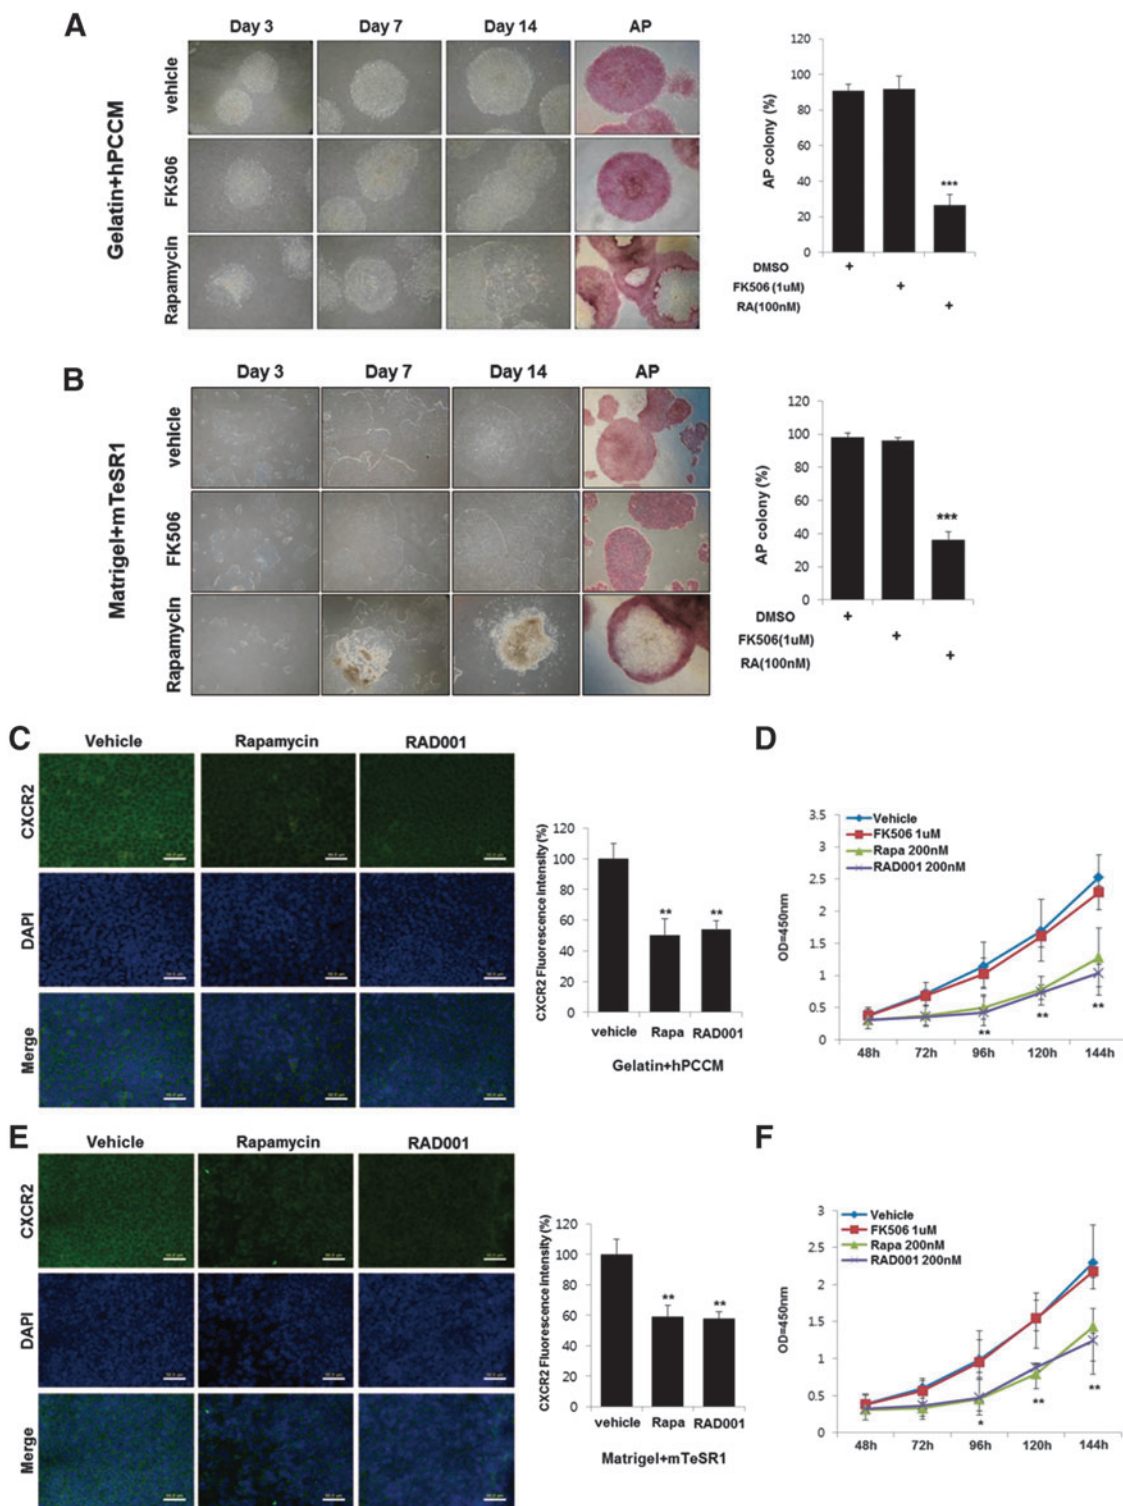 A
Day 3 Day 7 Day 14 AP
Gelatin+hPCCM
vehicle
FK506
Rapamycin
AP colony (%)
120
100
80
60
40
20
0
***
DMSO +
FK506 (1uM) +
RA(100nM) +
B
Day 3 Day 7 Day 14 AP
Matrigel+mTeSR1
vehicle
FK506
Rapamycin
AP colony (%)
120
100
80
60
40
20
0
***
DMSO +
FK506(1uM) +
RA(100nM) +
C
Vehicle Rapamycin RAD001
CXCR2
DAPI
Merge
CXCR2 Fluorescence Intensity (%)
120
100
80
60
40
20
0
** **
vehicle Rapa RAD001
Gelatin+hPCCM
D
OD=450nm
3.5
3
2.5
2
1.5
1
0.5
0
Vehicle
FK506 1uM
Rapa 200nM
RAD001 200nM
** ** **
48h 72h 96h 120h 144h
E
Vehicle Rapamycin RAD001
CXCR2
DAPI
Merge
CXCR2 Fluorescence Intensity (%)
120
100
80
60
40
20
0
** **
vehicle Rapa RAD001
Matrigel+mTeSR1
F
OD=450nm
3
2.5
2
1.5
1
0.5
0
Vehicle
FK506 1uM
Rapa 200nM
RAD001 200nM
* ** **
48h 72h 96h 120h 144h